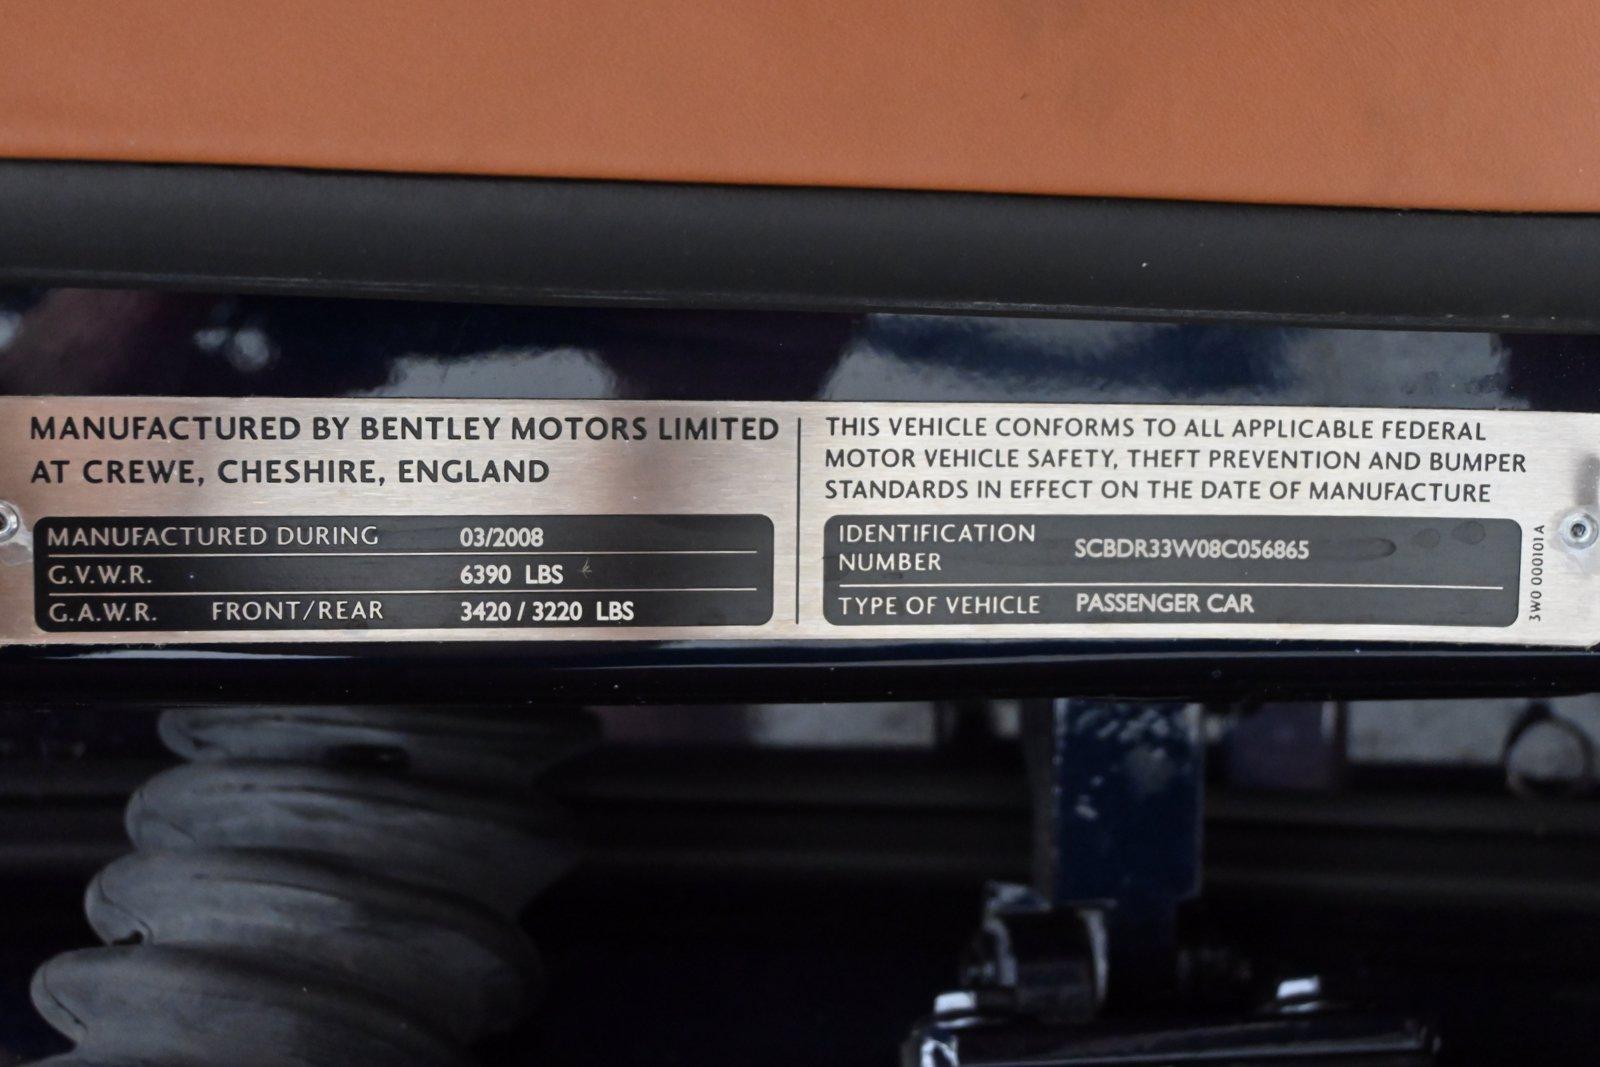 MANUFACTURED BY BENTLEY MOTORS LIMITED
AT CREWE, CHESHIRE, ENGLAND
MANUFACTURED DURING 03/2008
G.V.W.R. 6390 LBS
G.A.W.R. FRONT/REAR 3420 / 3220 LBS
THIS VEHICLE CONFORMS TO ALL APPLICABLE FEDERAL
MOTOR VEHICLE SAFETY, THEFT PREVENTION AND BUMPER
STANDARDS IN EFFECT ON THE DATE OF MANUFACTURE
IDENTIFICATION
NUMBER SCBDR33W08C056865
TYPE OF VEHICLE PASSENGER CAR
3W0 000101A